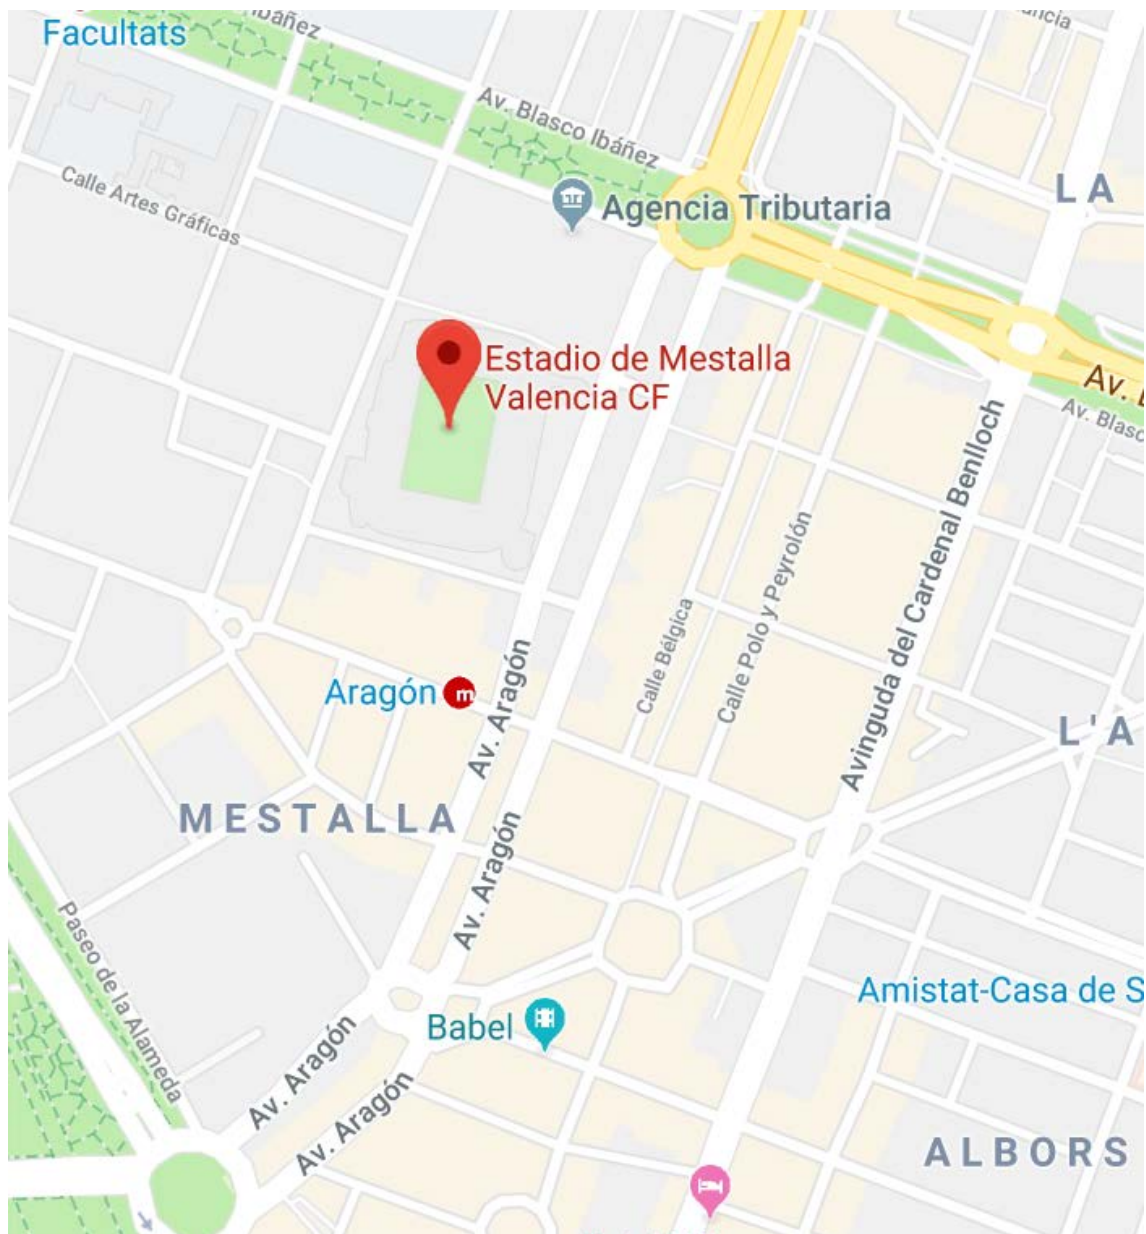 Facultats
Ibáñez
Av. Blasco Ibáñez
LA
Calle Artes Gráficas
Agencia Tributaria
Estadio de Mestalla
Valencia CF
Av. Blasc
Avinguda del Cardenal Benlloch
Calle Polo y Peyrolón
Calle Bélgica
Aragón
m
Av. Aragón
L'A
MESTALLA
Av. Aragón
Paseo de la Alameda
Amistat-Casa de S
Babel
Av. Aragón
Av. Aragón
ALBORS